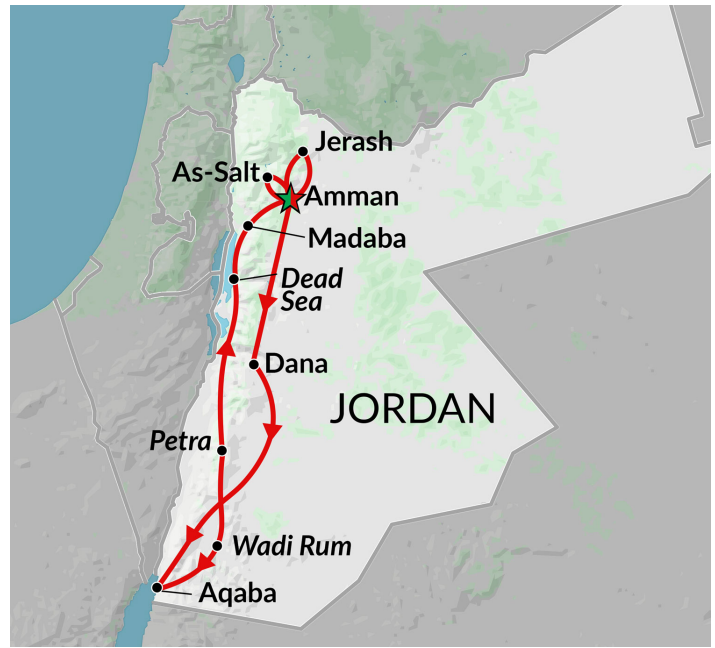 Jerash
As-Salt
Amman
Madaba
Dead
Sea
Dana
JORDAN
Petra
Wadi Rum
Aqaba